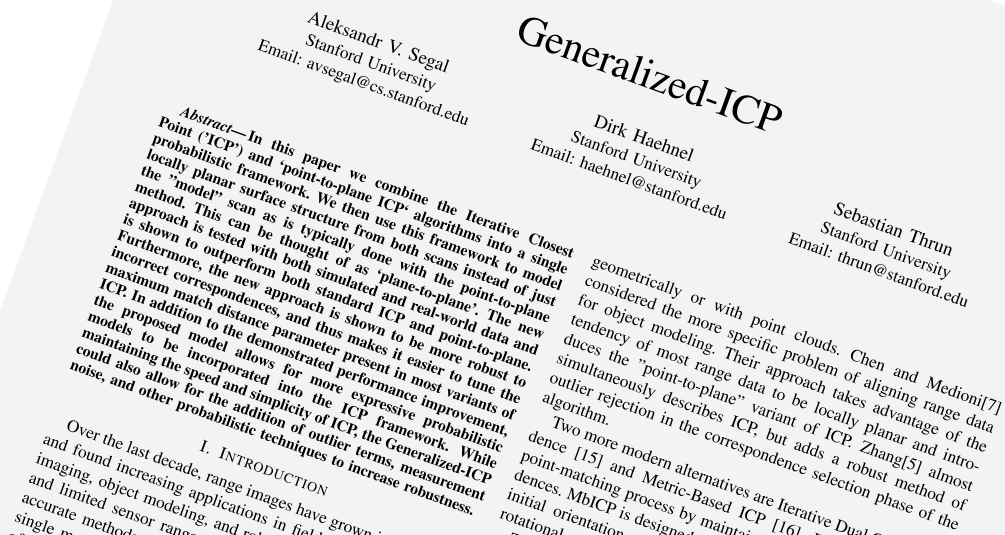 Generalized-ICP
Aleksandr V. Segal
Stanford University
Email: avsegal@cs.stanford.edu
Dirk Haehnel
Stanford University
Email: haehnel@stanford.edu
Sebastian Thrun
Stanford University
Email: thrun@stanford.edu
Abstract—In this paper we combine the Iterative Closest
Point ('ICP') and 'point-to-plane ICP' algorithms into a single
probabilistic framework. We then use this framework to model
locally planar surface structure from both scans instead of just
the "model" scan as is typically done with the point-to-plane
method. This can be thought of as 'plane-to-plane'. The new
approach is tested with both simulated and real-world data and
is shown to outperform both standard ICP and point-to-plane.
Furthermore, the new approach is shown to be more robust to
incorrect correspondences, and thus makes it easier to tune the
maximum match distance parameter present in most variants of
ICP. In addition to the demonstrated performance improvement,
the proposed model allows for more expressive probabilistic
models to be incorporated into the ICP framework. While
maintaining the speed and simplicity of ICP, the Generalized-ICP
could also allow for the addition of outlier terms, measurement
noise, and other probabilistic techniques to increase robustness.
I. INTRODUCTION
Over the last decade, range images have grown
and found increasing applications in
imaging, object modeling, and
and limited sensor
accurate
single
geometrically or with point clouds. Chen and Medioni[7]
considered the more specific problem of aligning range data
for object modeling. Their approach takes advantage of the
tendency of most range data to be locally planar and intro-
duces the "point-to-plane" variant of ICP. Zhang[5] almost
simultaneously describes ICP, but adds a robust method of
outlier rejection in the correspondence selection phase of the
algorithm.
Two more modern alternatives are Iterative Dual
dence [15] and Metric-Based ICP [16].
point-matching process by
dences. MbICP is designed
initial orientation
rotational